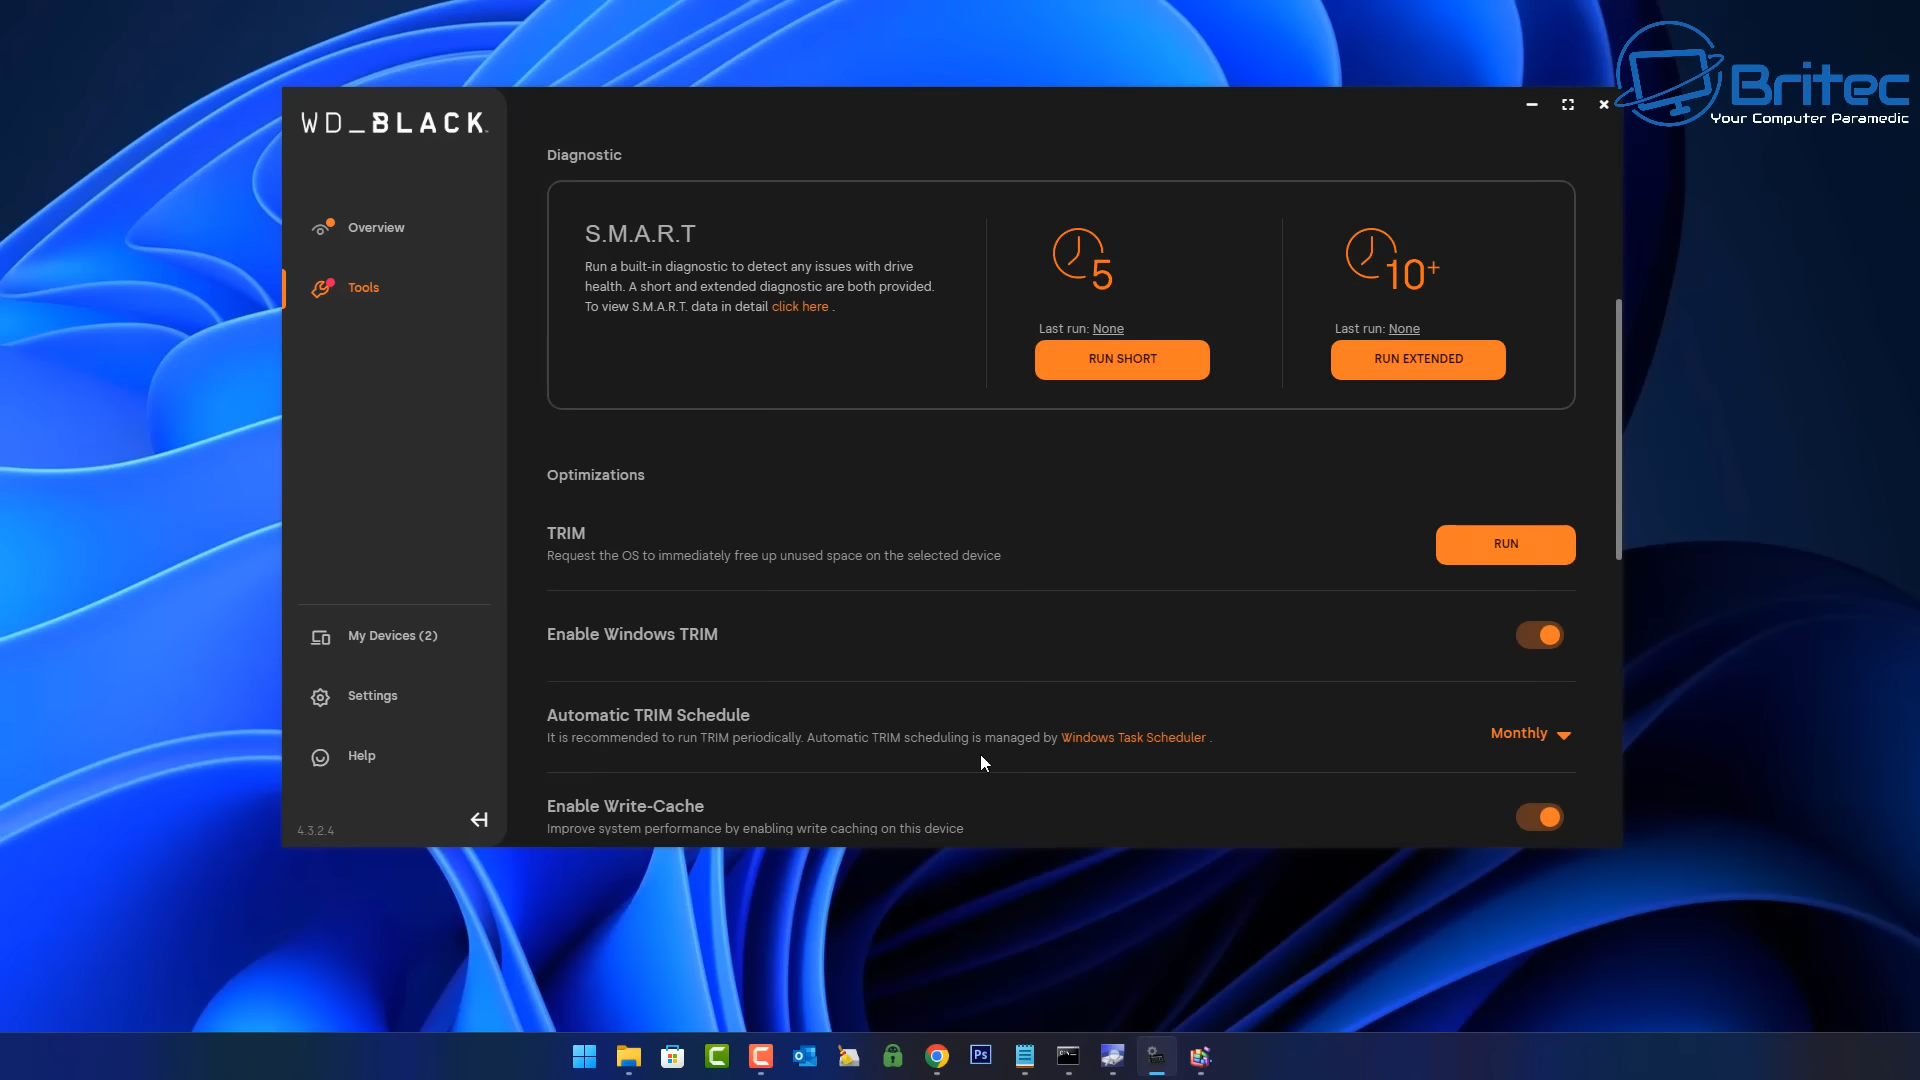 Britec
Your Computer Paramedic
WD_BLACK
Overview
Tools
My Devices (2)
Settings
Help
4.3.2.4
Diagnostic
S.M.A.R.T
Run a built-in diagnostic to detect any issues with drive
health. A short and extended diagnostic are both provided.
To view S.M.A.R.T. data in detail click here .
5
Last run: None
RUN SHORT
10+
Last run: None
RUN EXTENDED
Optimizations
TRIM
Request the OS to immediately free up unused space on the selected device
RUN
Enable Windows TRIM
Automatic TRIM Schedule
It is recommended to run TRIM periodically. Automatic TRIM scheduling is managed by Windows Task Scheduler .
Monthly
Enable Write-Cache
Improve system performance by enabling write caching on this device
Ps